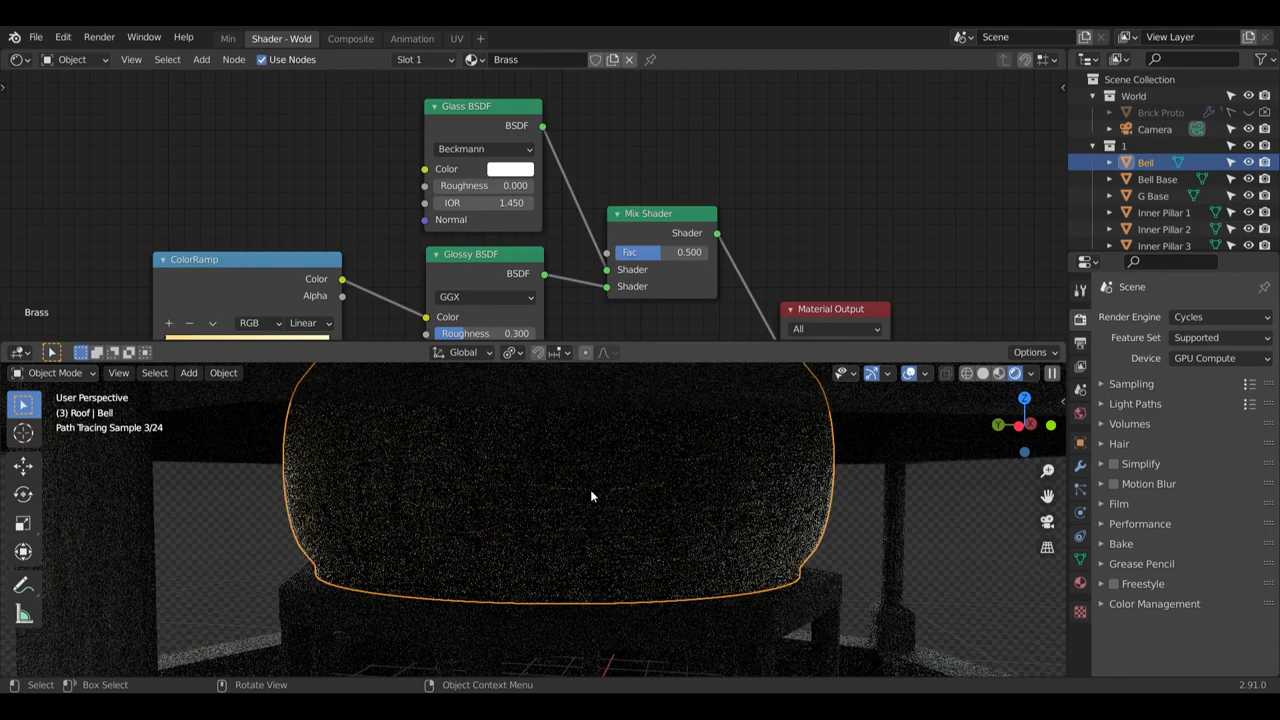 File Edit Render Window Help Min Shader - Wold Composite Animation UV Scene View Layer
Object View Select Add Node Use Nodes Slot 1 Brass
Scene Collection
World
Brick Proto
Camera
1
Bell
Bell Base
G Base
Inner Pillar 1
Inner Pillar 2
Inner Pillar 3
Glass BSDF
BSDF
Beckmann
Color
Roughness 0.000
IOR 1.450
Normal
Mix Shader
Shader
Fac 0.500
Shader
Shader
Glossy BSDF
BSDF
GGX
Color
Roughness 0.300
ColorRamp
Color
Alpha
RGB Linear
Material Output
All
Brass
Global Options
Object Mode View Select Add Object
User Perspective
(3) Roof | Bell
Path Tracing Sample 3/24
Z
Y
X
Scene
Render Engine Cycles
Feature Set Supported
Device GPU Compute
Sampling
Light Paths
Volumes
Hair
Simplify
Motion Blur
Film
Performance
Bake
Grease Pencil
Freestyle
Color Management
Select Box Select Rotate View Object Context Menu 2.91.0